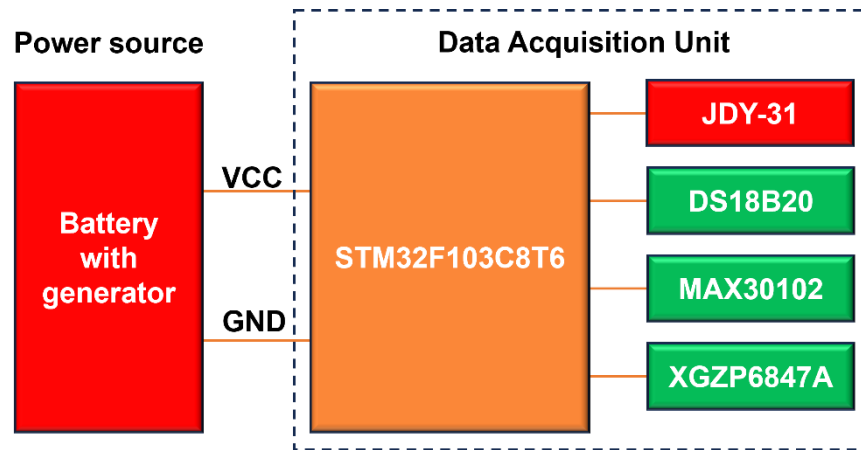 Power source
Data Acquisition Unit
Battery
with
generator
VCC
GND
STM32F103C8T6
JDY-31
DS18B20
MAX30102
XGZP6847A